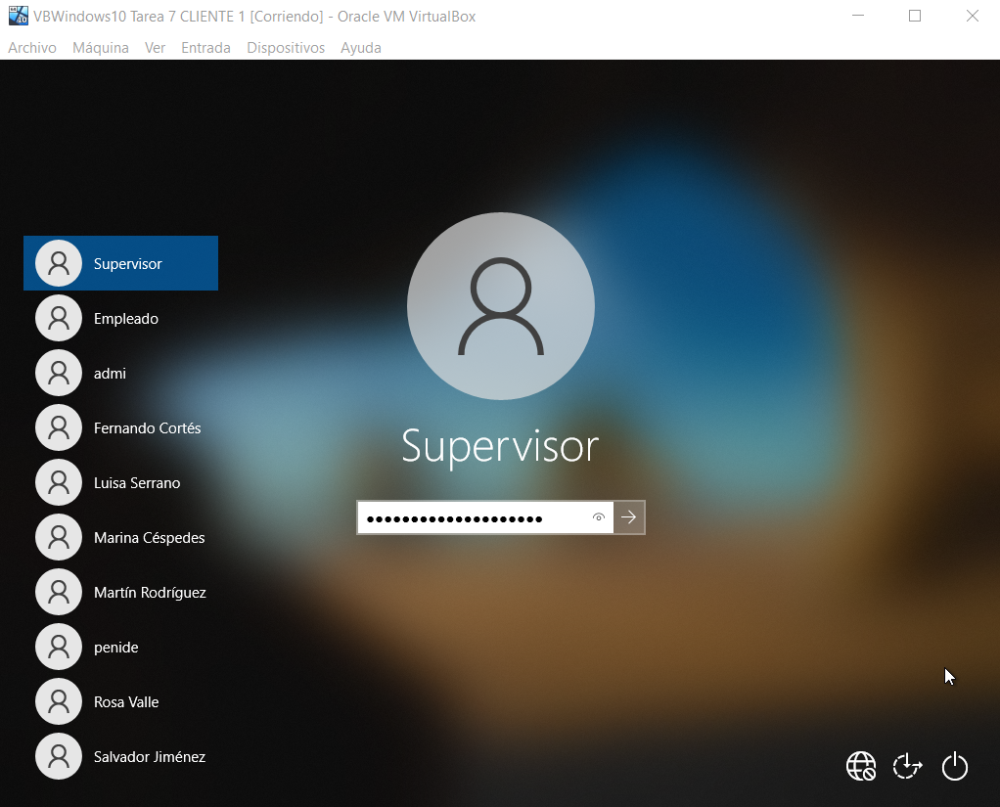 VBWindows10 Tarea 7 CLIENTE 1 [Corriendo] - Oracle VM VirtualBox
Archivo Máquina Ver Entrada Dispositivos Ayuda
Supervisor
Empleado
admi
Fernando Cortés
Luisa Serrano
Marina Céspedes
Martín Rodríguez
penide
Rosa Valle
Salvador Jiménez
Supervisor